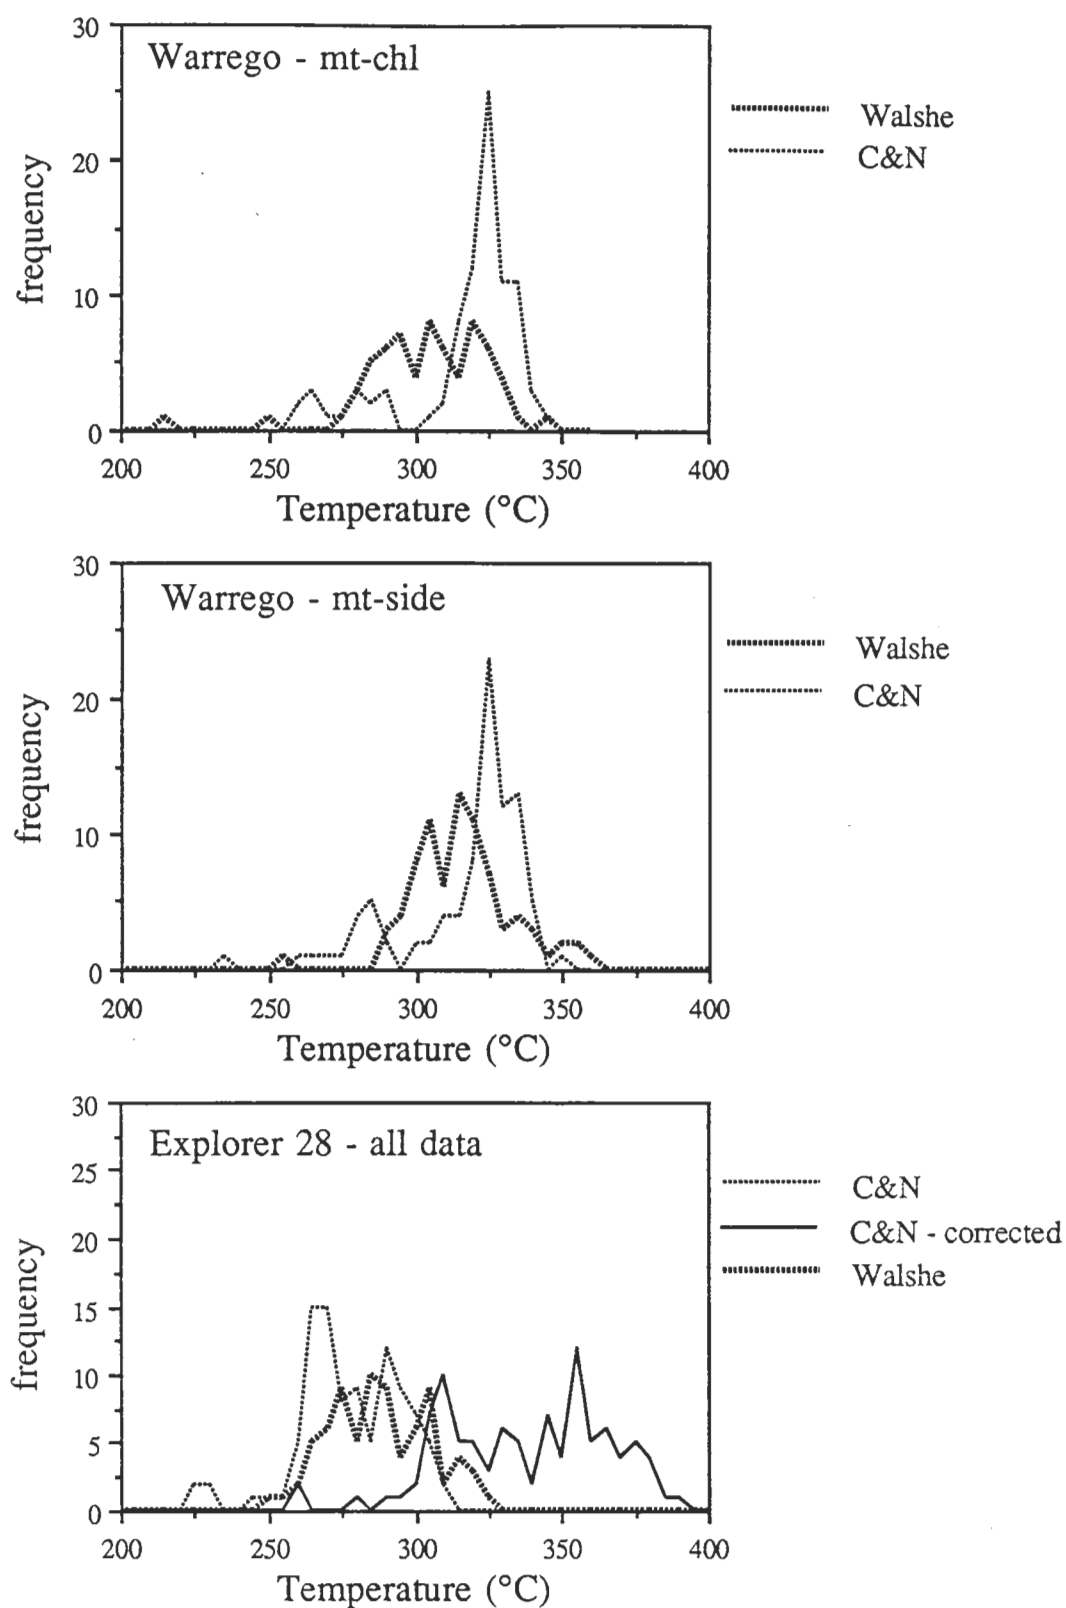 Warrego - mt-chl
30
20
10
0
frequency
200 250 300 350 400
Temperature (°C)
Walshe
C&N
Warrego - mt-side
30
20
10
0
frequency
200 250 300 350 400
Temperature (°C)
Walshe
C&N
Explorer 28 - all data
30
25
20
15
10
5
0
frequency
200 250 300 350 400
Temperature (°C)
C&N
C&N - corrected
Walshe